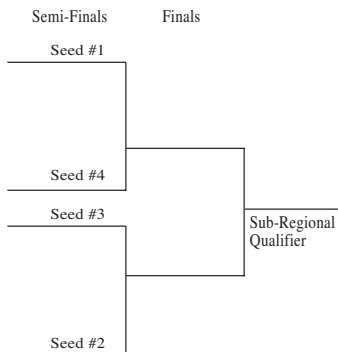 Semi-Finals Finals
Seed #1
Seed #4
Seed #3
Sub-Regional
Qualifier
Seed #2